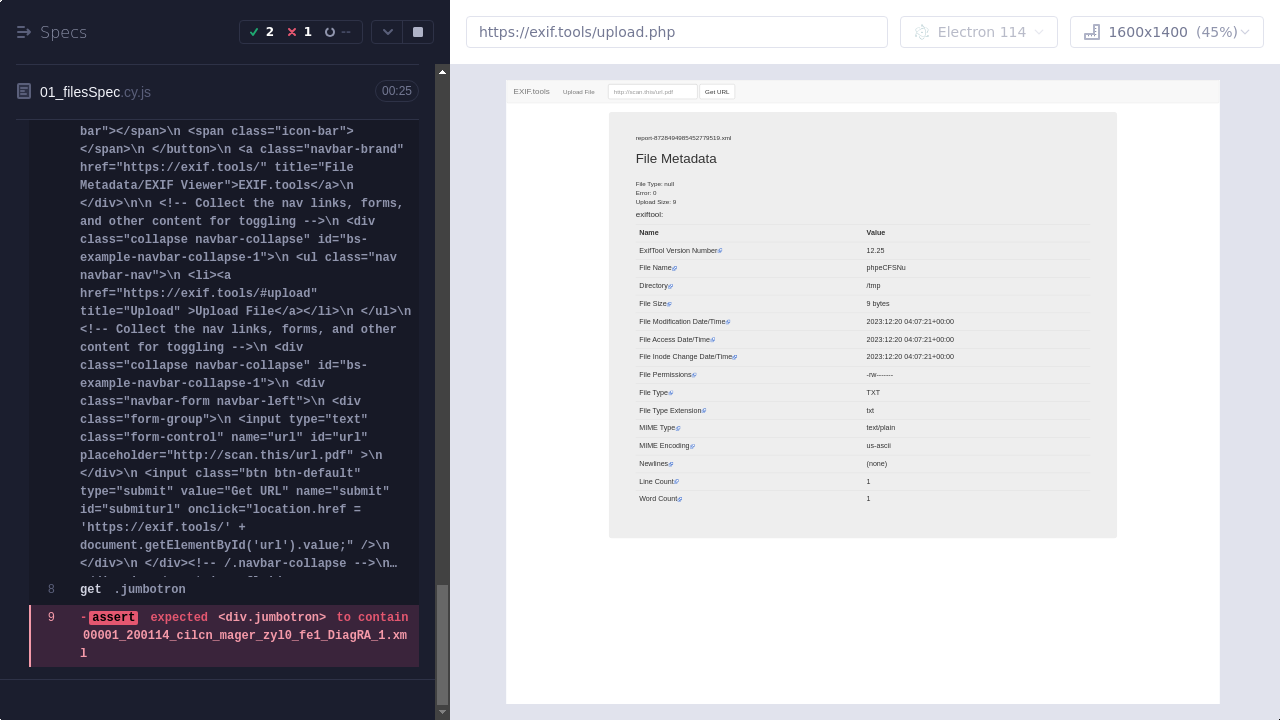 Specs
2
1
--
01_filesSpec.cy.js
00:25
bar"></span>\n <span class="icon-bar">
</span>\n </button>\n <a class="navbar-brand"
href="https://exif.tools/" title="File
Metadata/EXIF Viewer">EXIF.tools</a>\n
</div>\n\n <!-- Collect the nav links, forms,
and other content for toggling -->\n <div
class="collapse navbar-collapse" id="bs-
example-navbar-collapse-1">\n <ul class="nav
navbar-nav">\n <li><a
href="https://exif.tools/#upload"
title="Upload" >Upload File</a></li>\n </ul>\n
<!-- Collect the nav links, forms, and other
content for toggling -->\n <div
class="collapse navbar-collapse" id="bs-
example-navbar-collapse-1">\n <div
class="navbar-form navbar-left">\n <div
class="form-group">\n <input type="text"
class="form-control" name="url" id="url"
placeholder="http://scan.this/url.pdf" >\n
</div>\n <input class="btn btn-default"
type="submit" value="Get URL" name="submit"
id="submiturl" onclick="location.href =
'https://exif.tools/' +
document.getElementById('url').value;" />\n
</div>\n </div><!-- /.navbar-collapse -->\n…
8 get .jumbotron
9 -assert expected <div.jumbotron> to contain
00001_200114_cilcn_mager_zyl0_fe1_DiagRA_1.xm
l
https://exif.tools/upload.php
Electron 114
1600x1400 (45%)
EXIF.tools Upload File http://scan.this/url.pdf Get URL
report-8728494985452779519.xml
File Metadata
File Type: null
Error: 0
Upload Size: 9
exiftool:
Name Value
ExifTool Version Number 12.25
File Name phpeCFSNu
Directory /tmp
File Size 9 bytes
File Modification Date/Time 2023:12:20 04:07:21+00:00
File Access Date/Time 2023:12:20 04:07:21+00:00
File Inode Change Date/Time 2023:12:20 04:07:21+00:00
File Permissions -rw-------
File Type TXT
File Type Extension txt
MIME Type text/plain
MIME Encoding us-ascii
Newlines (none)
Line Count 1
Word Count 1